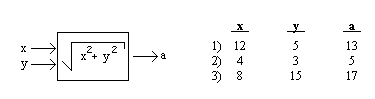 x
y
√x²+ y²
a
x y a
1) 12 5 13
2) 4 3 5
3) 8 15 17